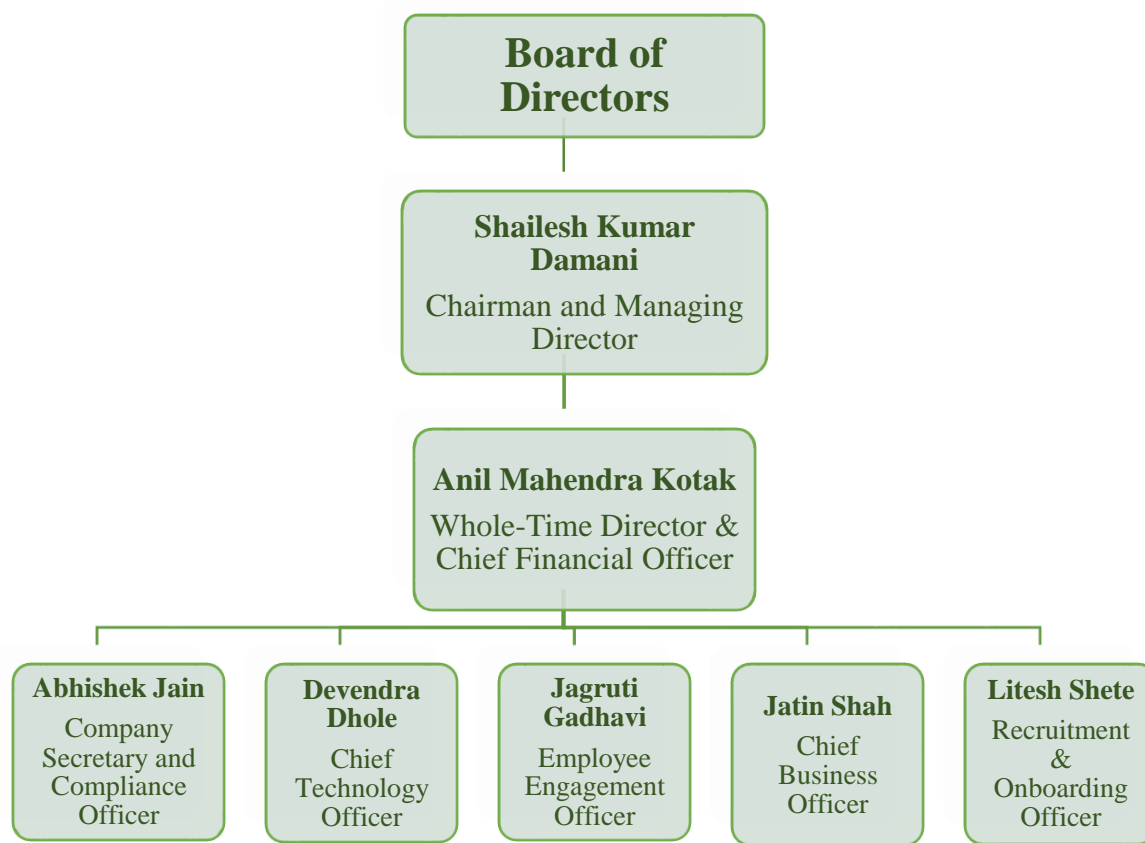 Board of
Directors
Shailesh Kumar
Damani
Chairman and Managing
Director
Anil Mahendra Kotak
Whole-Time Director &
Chief Financial Officer
Abhishek Jain
Company
Secretary and
Compliance
Officer
Devendra
Dhole
Chief
Technology
Officer
Jagruti
Gadhavi
Employee
Engagement
Officer
Jatin Shah
Chief
Business
Officer
Litesh Shete
Recruitment
&
Onboarding
Officer